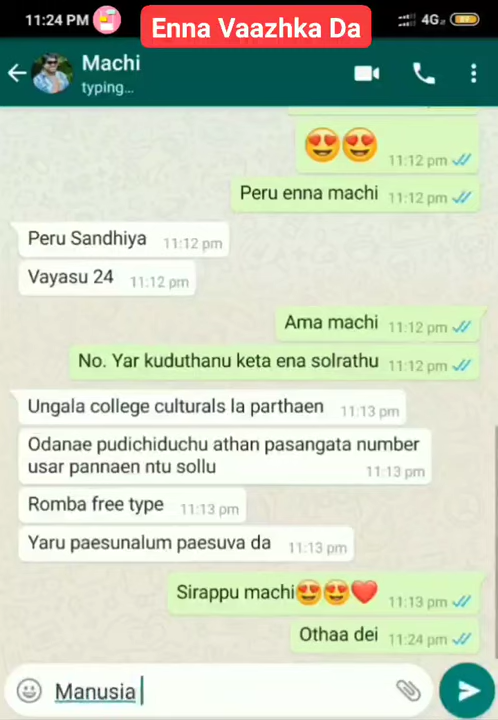 11:24 PM
4G
Enna Vaazhka Da
Machi
typing...
11:12 pm
Peru enna machi 11:12 pm
Peru Sandhiya 11:12 pm
Vayasu 24 11:12 pm
Ama machi 11:12 pm
No. Yar kuduthanu keta ena solrathu 11:12 pm
Ungala college culturals la parthaen 11:13 pm
Odanae pudichiduchu athan pasangata number
usar pannaen ntu sollu 11:13 pm
Romba free type 11:13 pm
Yaru paesunalum paesuva da 11:13 pm
Sirappu machi😍😍❤️ 11:13 pm
Othaa dei 11:24 pm
Manusia